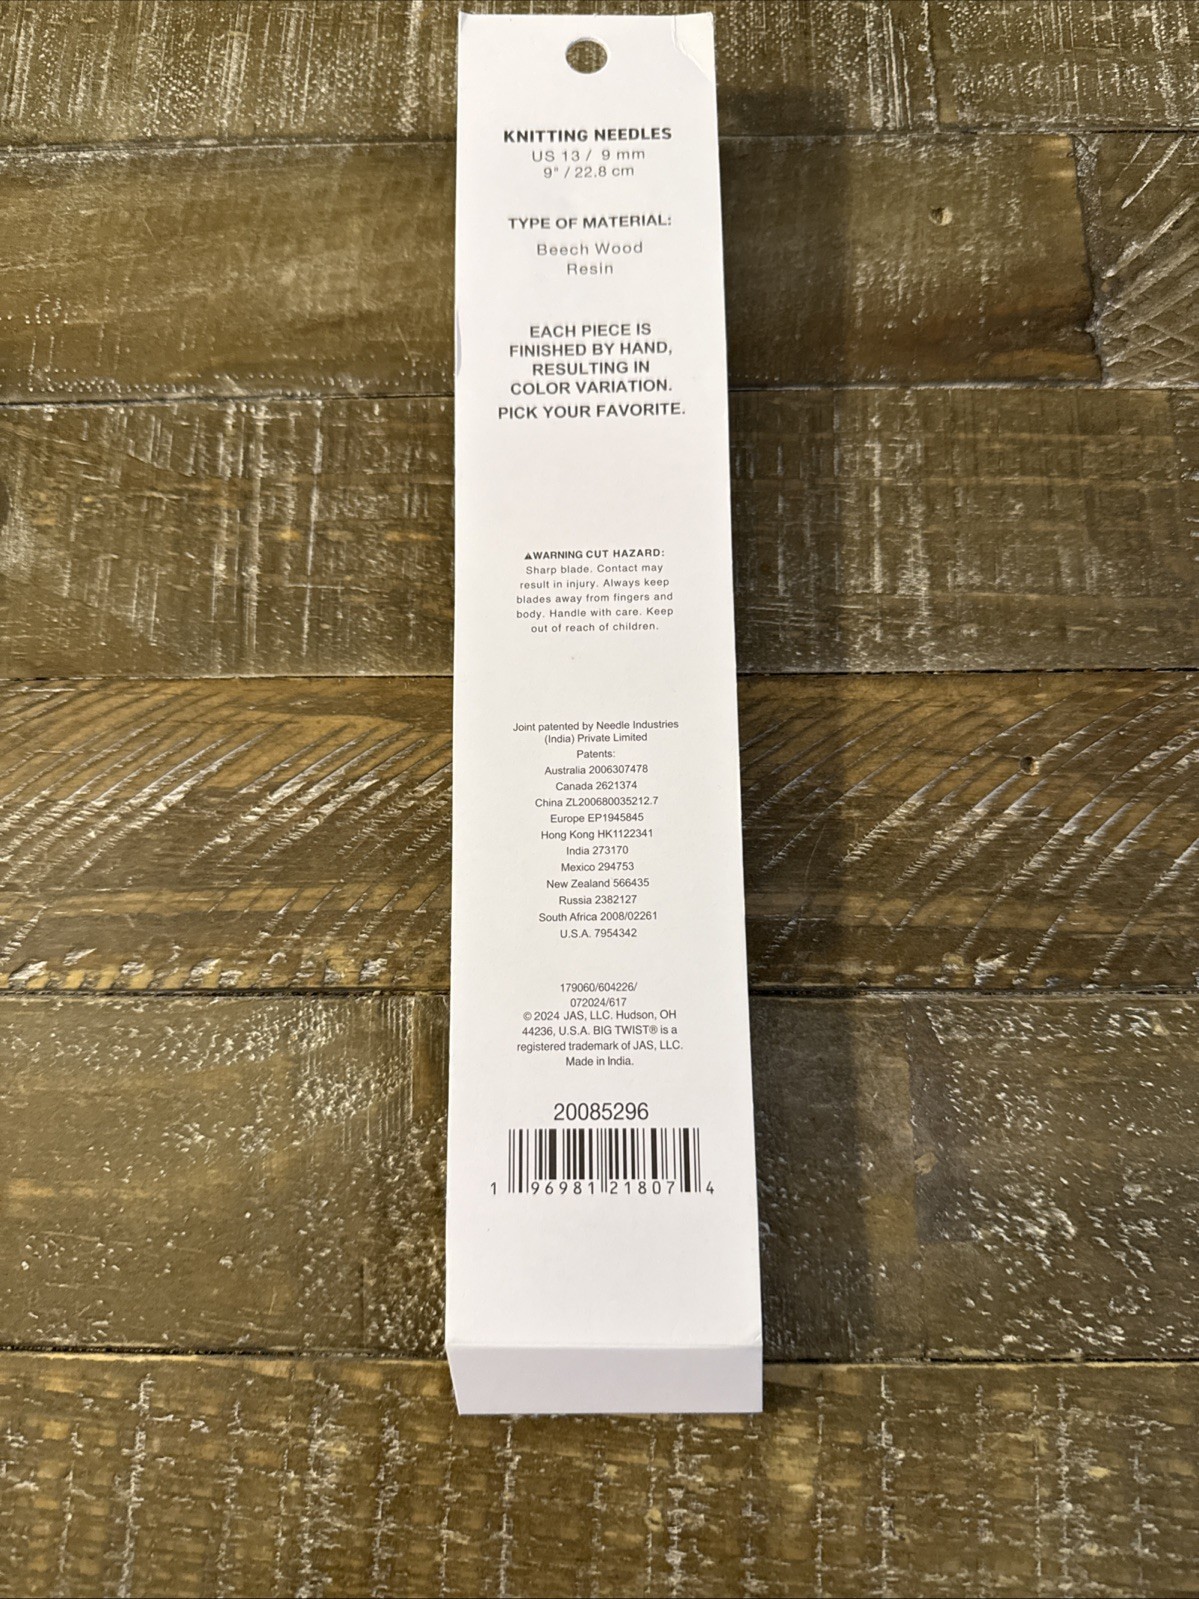 KNITTING NEEDLES
US 13 / 9 mm
9" / 22.8 cm
TYPE OF MATERIAL:
Beech Wood
Resin
EACH PIECE IS
FINISHED BY HAND,
RESULTING IN
COLOR VARIATION.
PICK YOUR FAVORITE.
⚠WARNING CUT HAZARD:
Sharp blade. Contact may
result in injury. Always keep
blades away from fingers and
body. Handle with care. Keep
out of reach of children.
Joint patented by Needle Industries
(India) Private Limited
Patents:
Australia 2006307478
Canada 2621374
China ZL200680035212.7
Europe EP1945845
Hong Kong HK1122341
India 273170
Mexico 294753
New Zealand 566435
Russia 2382127
South Africa 2008/02261
U.S.A. 7954342
179060/604226/
072024/617
© 2024 JAS, LLC. Hudson, OH
44236, U.S.A. BIG TWIST® is a
registered trademark of JAS, LLC.
Made in India.
20085296
1 96981 21807 4